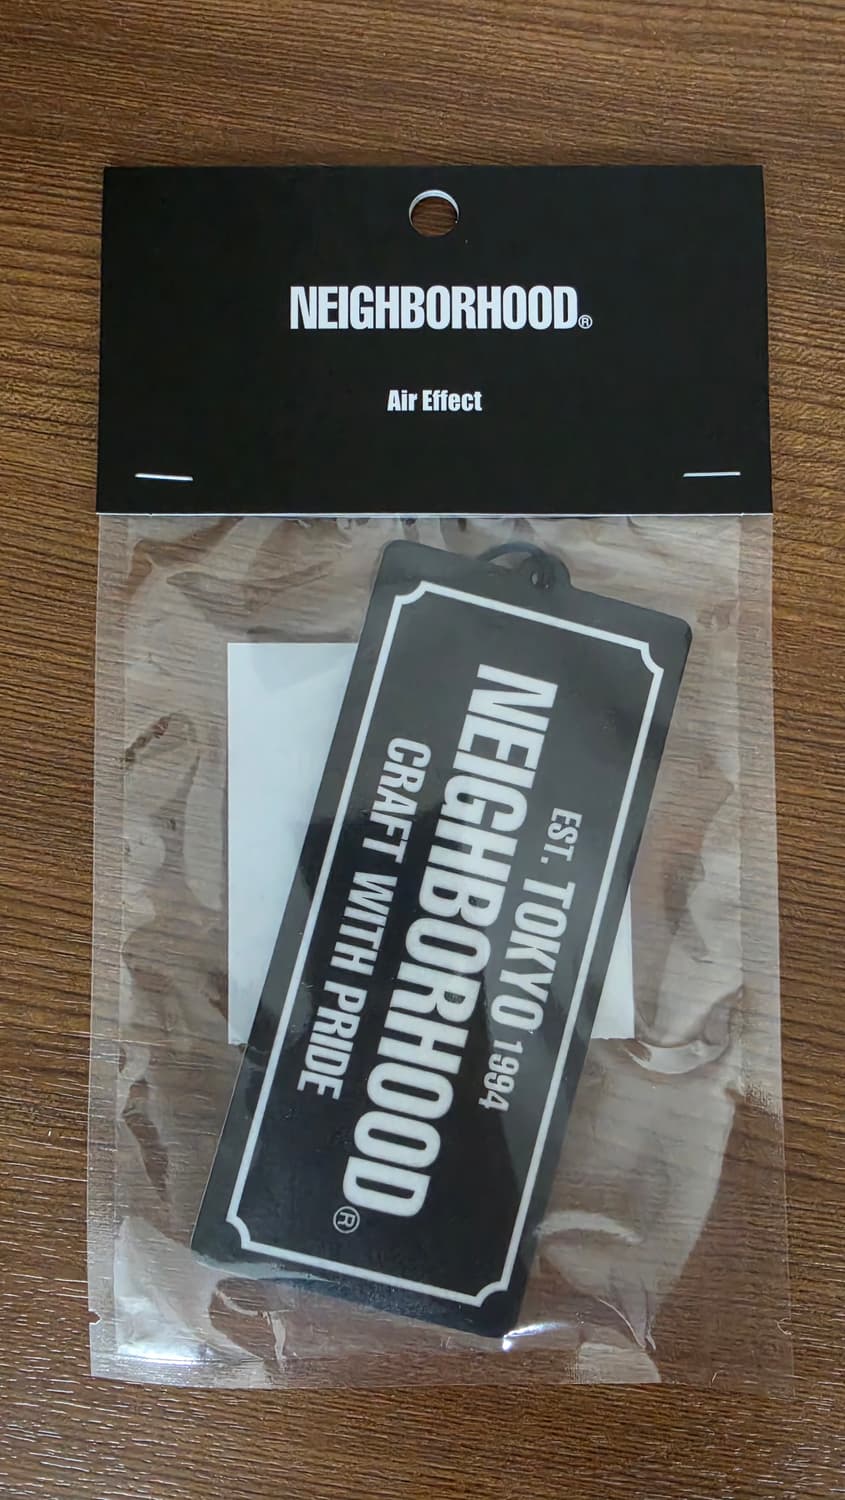 NEIGHBORHOOD®
Air Effect
EST. TOKYO 1994
NEIGHBORHOOD®
CRAFT WITH PRIDE